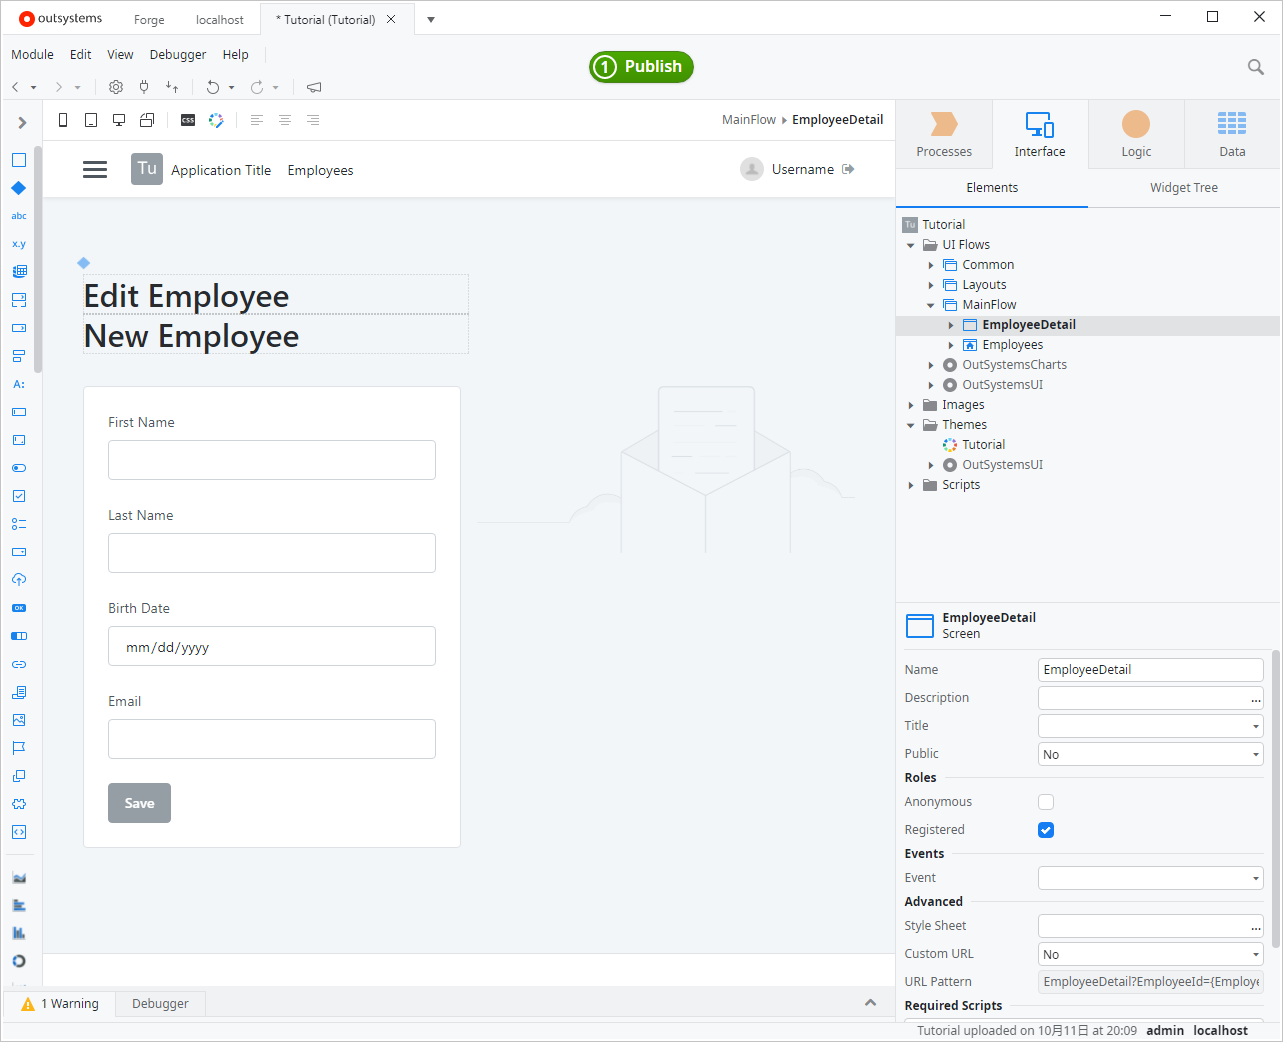 outsystems
Forge
localhost
* Tutorial (Tutorial)
Module
Edit
View
Debugger
Help
1 Publish
CSS
MainFlow
EmployeeDetail
Processes
Interface
Logic
Data
Elements
Widget Tree
Tu
Application Title
Employees
Username
abc
x.y
A:
OK
Edit Employee
New Employee
First Name
Last Name
Birth Date
mm/dd/yyyy
Email
Save
Tu Tutorial
UI Flows
Common
Layouts
MainFlow
EmployeeDetail
Employees
OutSystemsCharts
OutSystemsUI
Images
Themes
Tutorial
OutSystemsUI
Scripts
EmployeeDetail
Screen
Name EmployeeDetail
Description ...
Title
Public No
Roles
Anonymous
Registered
Events
Event
Advanced
Style Sheet ...
Custom URL No
URL Pattern EmployeeDetail?EmployeeId={Employe
Required Scripts
1 Warning
Debugger
Tutorial uploaded on 10月11日 at 20:09 admin localhost